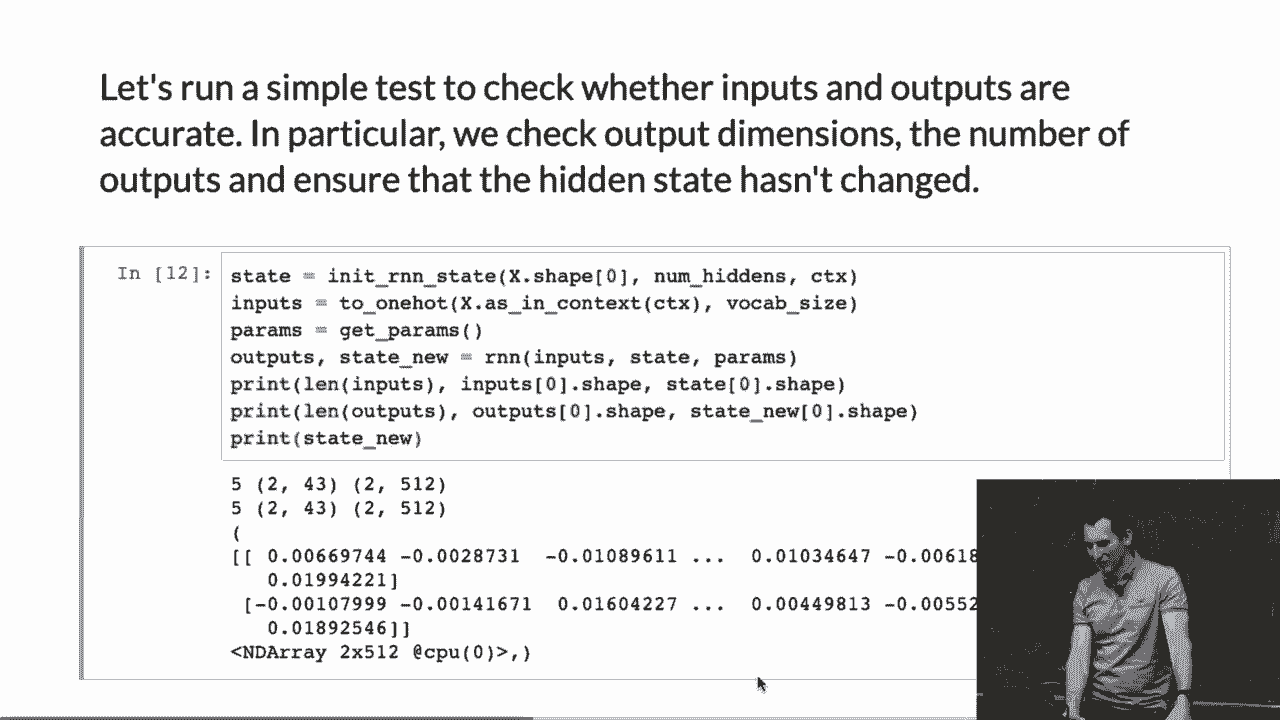 Let's run a simple test to check whether inputs and outputs are
accurate. In particular, we check output dimensions, the number of
outputs and ensure that the hidden state hasn't changed.
In [12]:
state = init_rnn_state(X.shape[0], num_hiddens, ctx)
inputs = to_onehot(X.as_in_context(ctx), vocab_size)
params = get_params()
outputs, state_new = rnn(inputs, state, params)
print(len(inputs), inputs[0].shape, state[0].shape)
print(len(outputs), outputs[0].shape, state_new[0].shape)
print(state_new)
5 (2, 43) (2, 512)
5 (2, 43) (2, 512)
(
[[ 0.00669744 -0.0028731  -0.01089611 ...  0.01034647 -0.00618
0.01994221]
[-0.00107999 -0.00141671  0.01604227 ...  0.00449813 -0.00552
0.01892546]]
<NDArray 2x512 @cpu(0)>,)